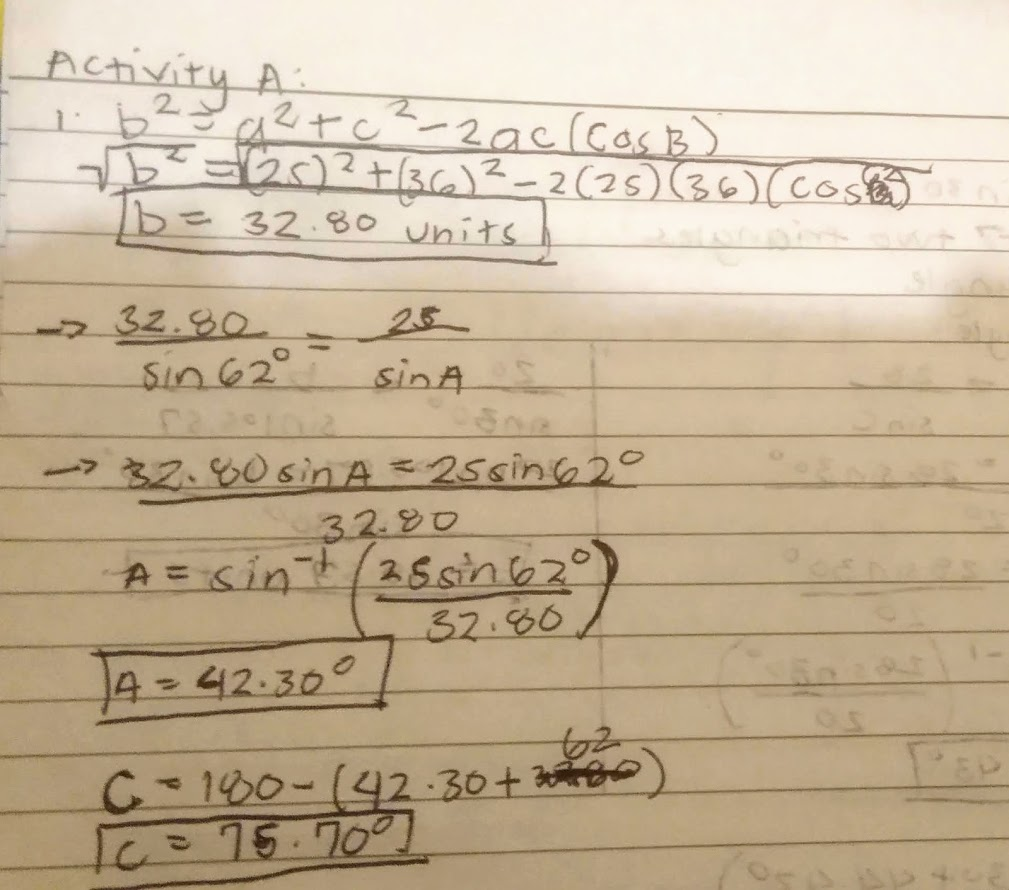 Activity A:
1. b² = a² + c² - 2ac (cos B)
√b² = √(25)² + (36)² - 2(25)(36)(cos 62)
b = 32.80 units
→ 32.80 / sin 62° = 25 / sin A
→ 32.80 sin A = 25 sin 62°
32.80
A = sin⁻¹ (25 sin 62° / 32.80)
A = 42.30°
C = 180 - (42.30 + 62)
C = 75.70°